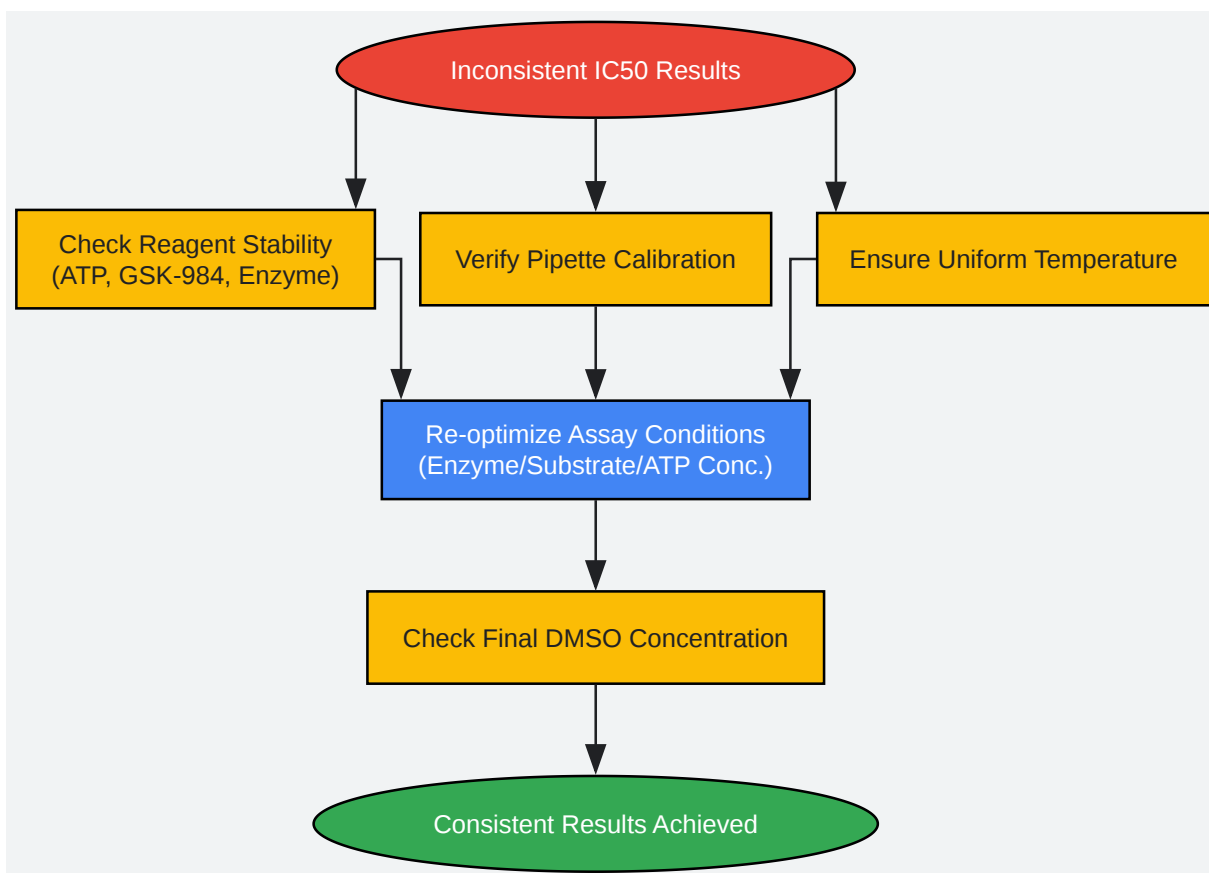 Inconsistent IC50 Results
Check Reagent Stability
(ATP, GSK-984, Enzyme)
Verify Pipette Calibration
Ensure Uniform Temperature
Re-optimize Assay Conditions
(Enzyme/Substrate/ATP Conc.)
Check Final DMSO Concentration
Consistent Results Achieved